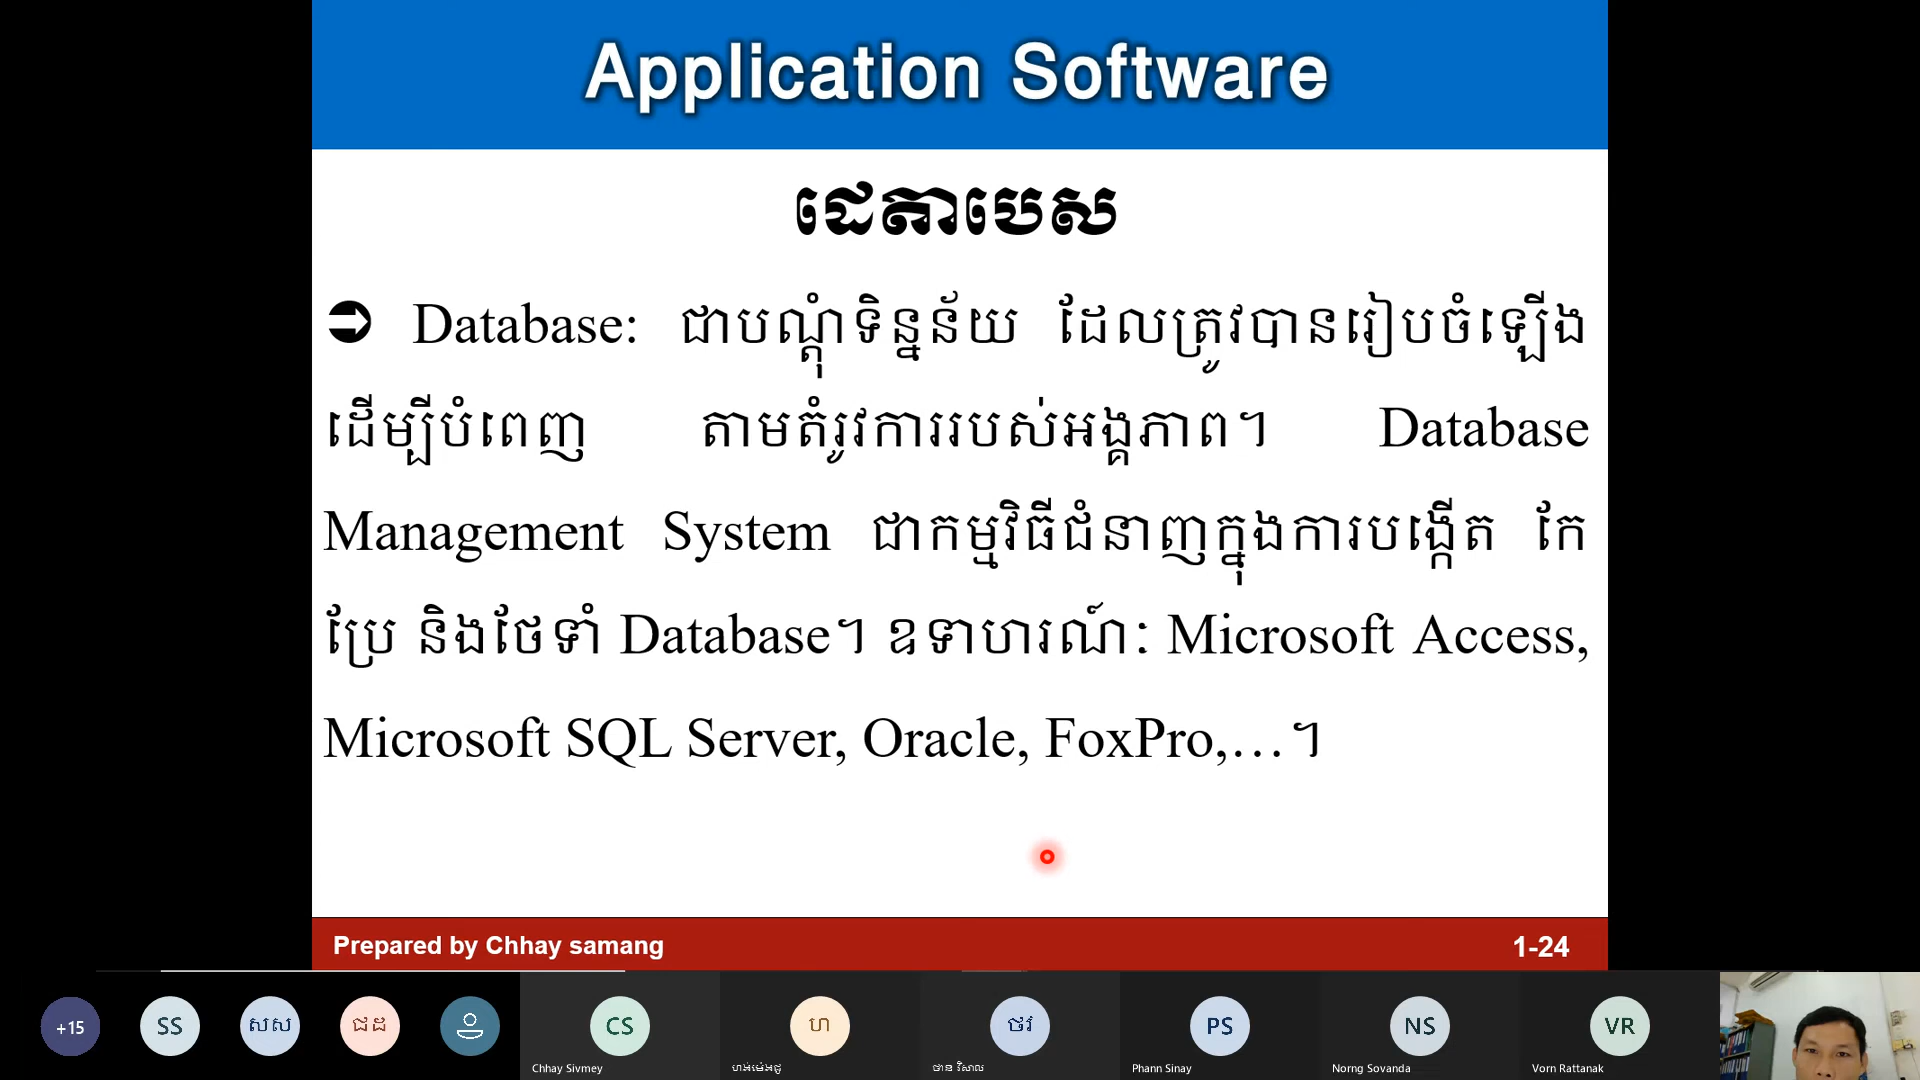 Application Software
ដេតាបេស
Database: ជាបណ្តុំទិន្នន័យ ដែលត្រូវបានរៀបចំឡើង
ដើម្បីបំពេញ តាមតំរូវការរបស់អង្គភាព។ Database
Management System ជាកម្មវិធីជំនាញក្នុងការបង្កើត កែ
ប្រែ និងថែទាំ Database។ ឧទាហរណ៍: Microsoft Access,
Microsoft SQL Server, Oracle, FoxPro,…។
Prepared by Chhay samang
1-24
+15
SS
សស
ជដ
CS
ហ
ថវ
PS
NS
VR
Chhay Sivmey
ថាន វិសាល
Phann Sinay
Norng Sovanda
Vorn Rattanak